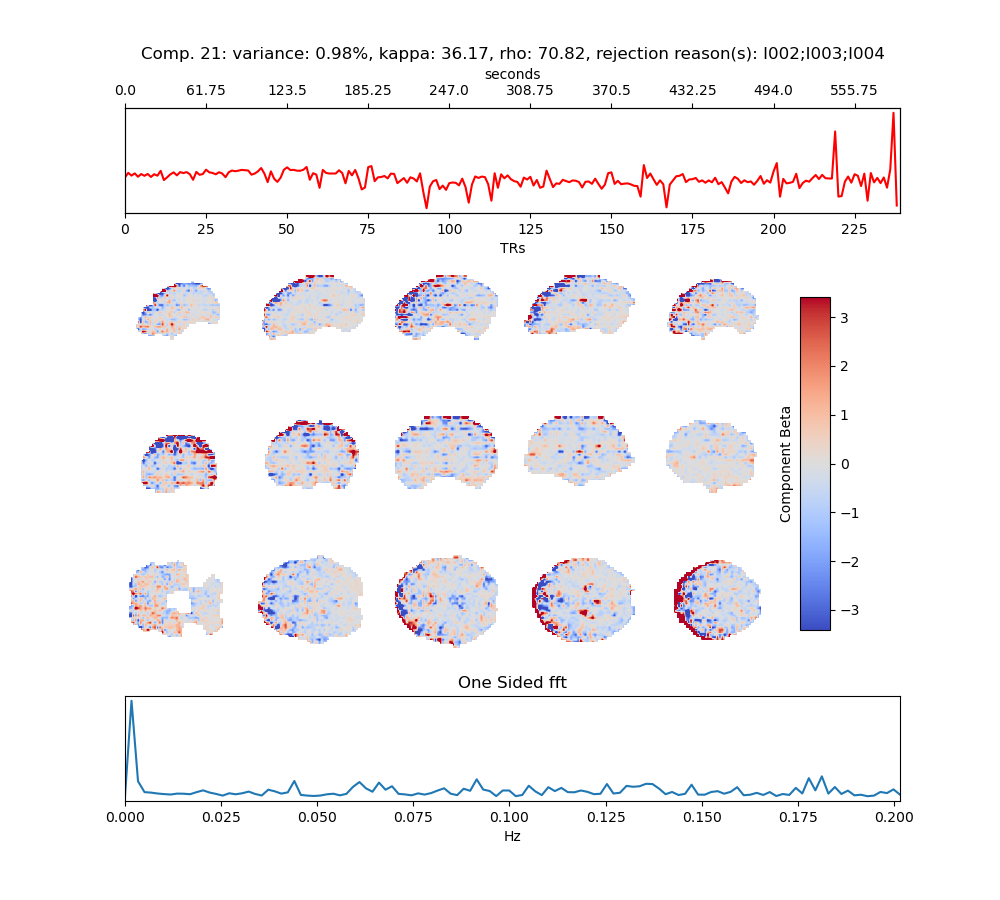 Comp. 21: variance: 0.98%, kappa: 36.17, rho: 70.82, rejection reason(s): I002;I003;I004
seconds
0.0 61.75 123.5 185.25 247.0 308.75 370.5 432.25 494.0 555.75
0 25 50 75 100 125 150 175 200 225
TRs
3
2
1
0
−1
−2
−3
Component Beta
One Sided fft
0.000 0.025 0.050 0.075 0.100 0.125 0.150 0.175 0.200
Hz